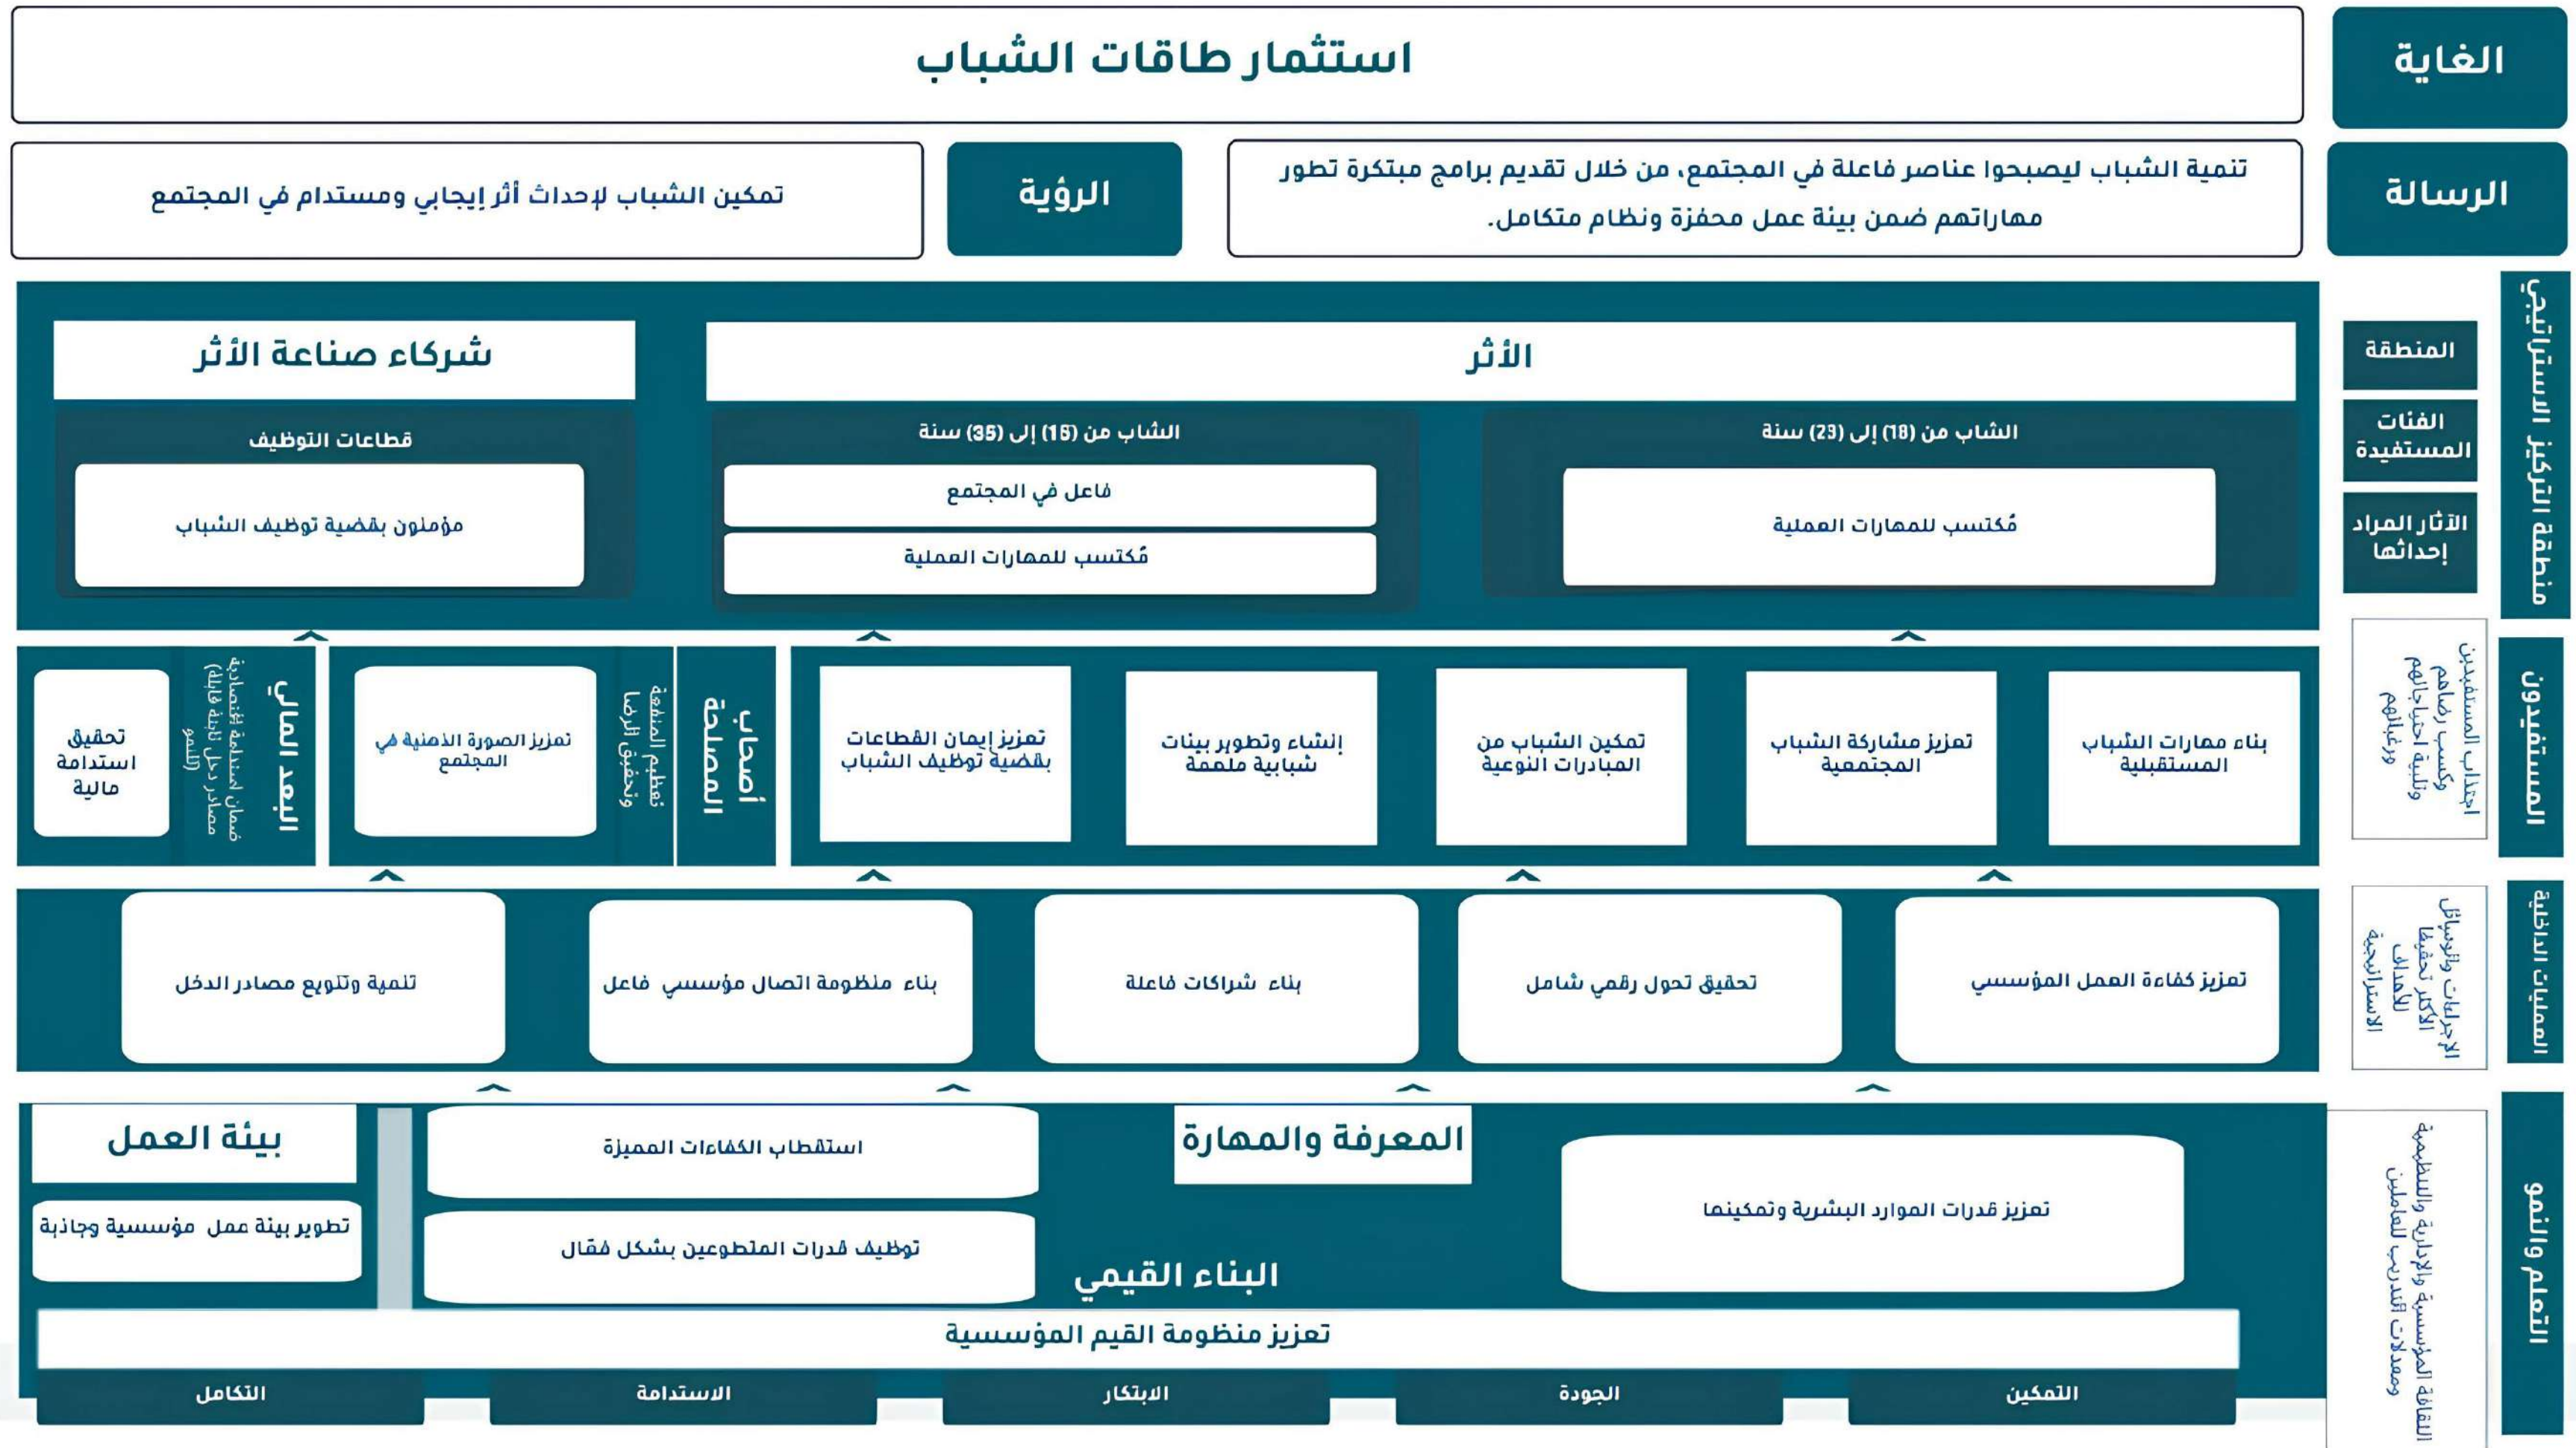 الغاية
استثمار طاقات الشباب
الرسالة
تنمية الشباب ليصبحوا عناصر فاعلة في المجتمع، من خلال تقديم برامج مبتكرة تطور
مهاراتهم ضمن بيئة عمل محفزة ونظام متكامل.
الرؤية
تمكين الشباب لإحداث أثر إيجابي ومستدام في المجتمع
منطقة التركيز الاستراتيجي
المنطقة
الفئات
المستفيدة
الآثار المراد
إحداثها
الأثر
الشاب من (18) إلى (23) سنة
مُكتسب للمهارات العملية
الشاب من (15) إلى (35) سنة
فاعل في المجتمع
مُكتسب للمهارات العملية
شركاء صناعة الأثر
قطاعات التوظيف
مؤمنون بقضية توظيف الشباب
المستفيدون
اجتذاب المستفيدين
وكسب رضاهم
وتلبية احتياجاتهم
ورغباتهم
بناء مهارات الشباب
المستقبلية
تعزيز مشاركة الشباب
المجتمعية
تمكين الشباب من
المبادرات النوعية
إنشاء وتطوير بيئات
شبابية ملهمة
تعزيز إيمان القطاعات
بقضية توظيف الشباب
أصحاب
المصلحة
تعظيم المنفعة
وتحقيق الرضا
تعزيز الصورة الذهنية في
المجتمع
البعد المالي
ضمان استدامة اقتصادية
(مصادر دخل ثابتة قابلة
للنمو)
تحقيق
استدامة
مالية
العمليات الداخلية
الإجراءات والوسائل
الأكثر تحقيقا
للأهداف
الاستراتيجية
تعزيز كفاءة العمل المؤسسي
تحقيق تحول رقمي شامل
بناء شراكات فاعلة
بناء منظومة اتصال مؤسسي فاعل
تنمية وتنويع مصادر الدخل
التعلم والنمو
الثقافة المؤسسية والإدارية والتنظيمية
ومعدلات التدريب للعاملين
المعرفة والمهارة
تعزيز قدرات الموارد البشرية وتمكينها
استقطاب الكفاءات المميزة
توظيف قدرات المتطوعين بشكل فعّال
بيئة العمل
تطوير بيئة عمل مؤسسية وجاذبة
البناء القيمي
تعزيز منظومة القيم المؤسسية
التمكين
الجودة
الابتكار
الاستدامة
التكامل